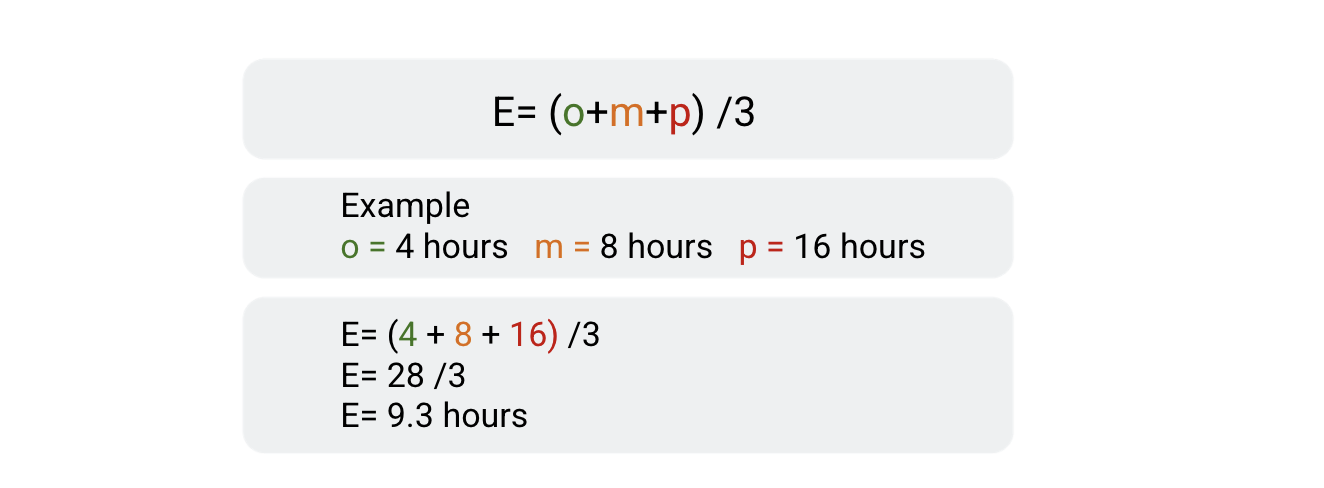 E= (o+m+p) /3
Example
o = 4 hours m = 8 hours p = 16 hours
E= (4 + 8 + 16) /3
E= 28 /3
E= 9.3 hours